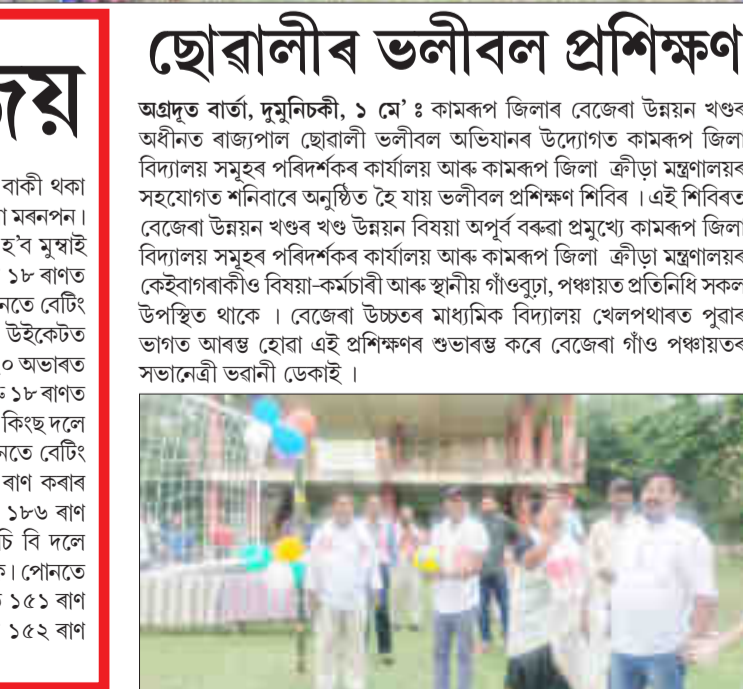 ছোৱালীৰ ভলীবল প্ৰশিক্ষণ
অগ্ৰদূত বাৰ্তা, দুমুনিচকী, ১ মে’ ঃ কামৰূপ জিলাৰ বেজেৰা উন্নয়ন খণ্ডৰ
অধীনত ৰাজ্যপাল ছোৱালী ভলীবল অভিযানৰ উদ্যোগত কামৰূপ জিলা
বিদ্যালয় সমূহৰ পৰিদৰ্শকৰ কাৰ্যালয় আৰু কামৰূপ জিলা ক্ৰীড়া মন্ত্ৰণালয়ৰ
সহযোগত শনিবাৰে অনুষ্ঠিত হৈ যায় ভলীবল প্ৰশিক্ষণ শিবিৰ । এই শিবিৰত
বেজেৰা উন্নয়ন খণ্ডৰ খণ্ড উন্নয়ন বিষয়া অপূৰ্ব বৰুৱা প্ৰমুখ্যে কামৰূপ জিলা
বিদ্যালয় সমূহৰ পৰিদৰ্শকৰ কাৰ্যালয় আৰু কামৰূপ জিলা ক্ৰীড়া মন্ত্ৰণালয়ৰ
কেইবাগৰাকীও বিষয়া-কৰ্মচাৰী আৰু স্থানীয় গাঁওবুঢ়া, পঞ্চায়ত প্ৰতিনিধি সকল
উপস্থিত থাকে । বেজেৰা উচ্চতৰ মাধ্যমিক বিদ্যালয় খেলপথাৰত পুৱাৰ
ভাগত আৰম্ভ হোৱা এই প্ৰশিক্ষণৰ শুভাৰম্ভ কৰে বেজেৰা গাঁও পঞ্চায়তৰ
সভানেত্ৰী ভৱানী ডেকাই ।
বাকী থকা
মৰনপন।
হ’ব মুম্বাই
১৮ ৰাণত
বেটিং
উইকেটত
অভাৰত
১৮ ৰাণত
কিংছ দলে
বেটিং
ৰাণ কৰাৰ
১৮৬ ৰাণ
বি দলে
পোনতে
১৫১ ৰাণ
১৫২ ৰাণ